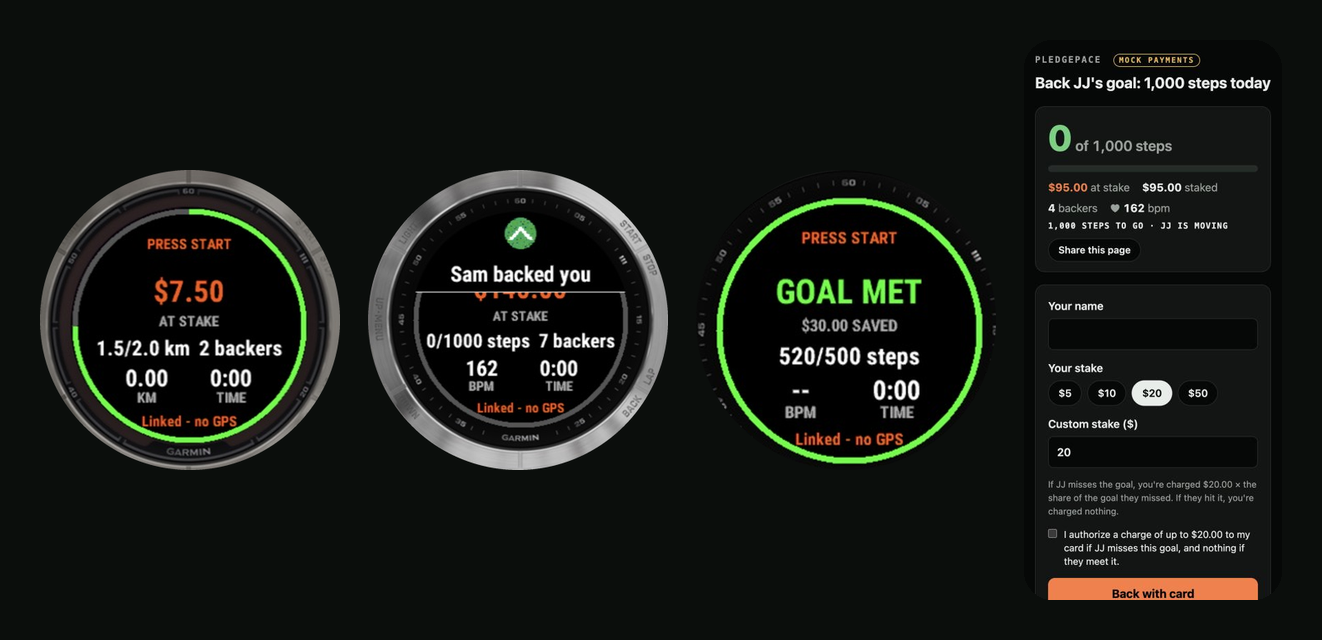 60
PRESS START
$7.50
AT STAKE
1.5/2.0 km 2 backers
0.00 0:00
KM TIME
Linked - no GPS
GARMIN
60
START
STOP
Sam backed you
AT STAKE
0/1000 steps 7 backers
162 0:00
BPM TIME
Linked - no GPS
LAP
BACK
GARMIN
60
PRESS START
GOAL MET
$30.00 SAVED
520/500 steps
-- 0:00
BPM TIME
Linked - no GPS
PLEDGEPACE MOCK PAYMENTS
Back JJ's goal: 1,000 steps today
0 of 1,000 steps
$95.00 at stake $95.00 staked
4 backers 162 bpm
1,000 STEPS TO GO · JJ IS MOVING
Share this page
Your name
Your stake
$5 $10 $20 $50
Custom stake ($)
20
If JJ misses the goal, you're charged $20.00 × the
share of the goal they missed. If they hit it, you're
charged nothing.
I authorize a charge of up to $20.00 to my
card if JJ misses this goal, and nothing if
they meet it.
Back with card